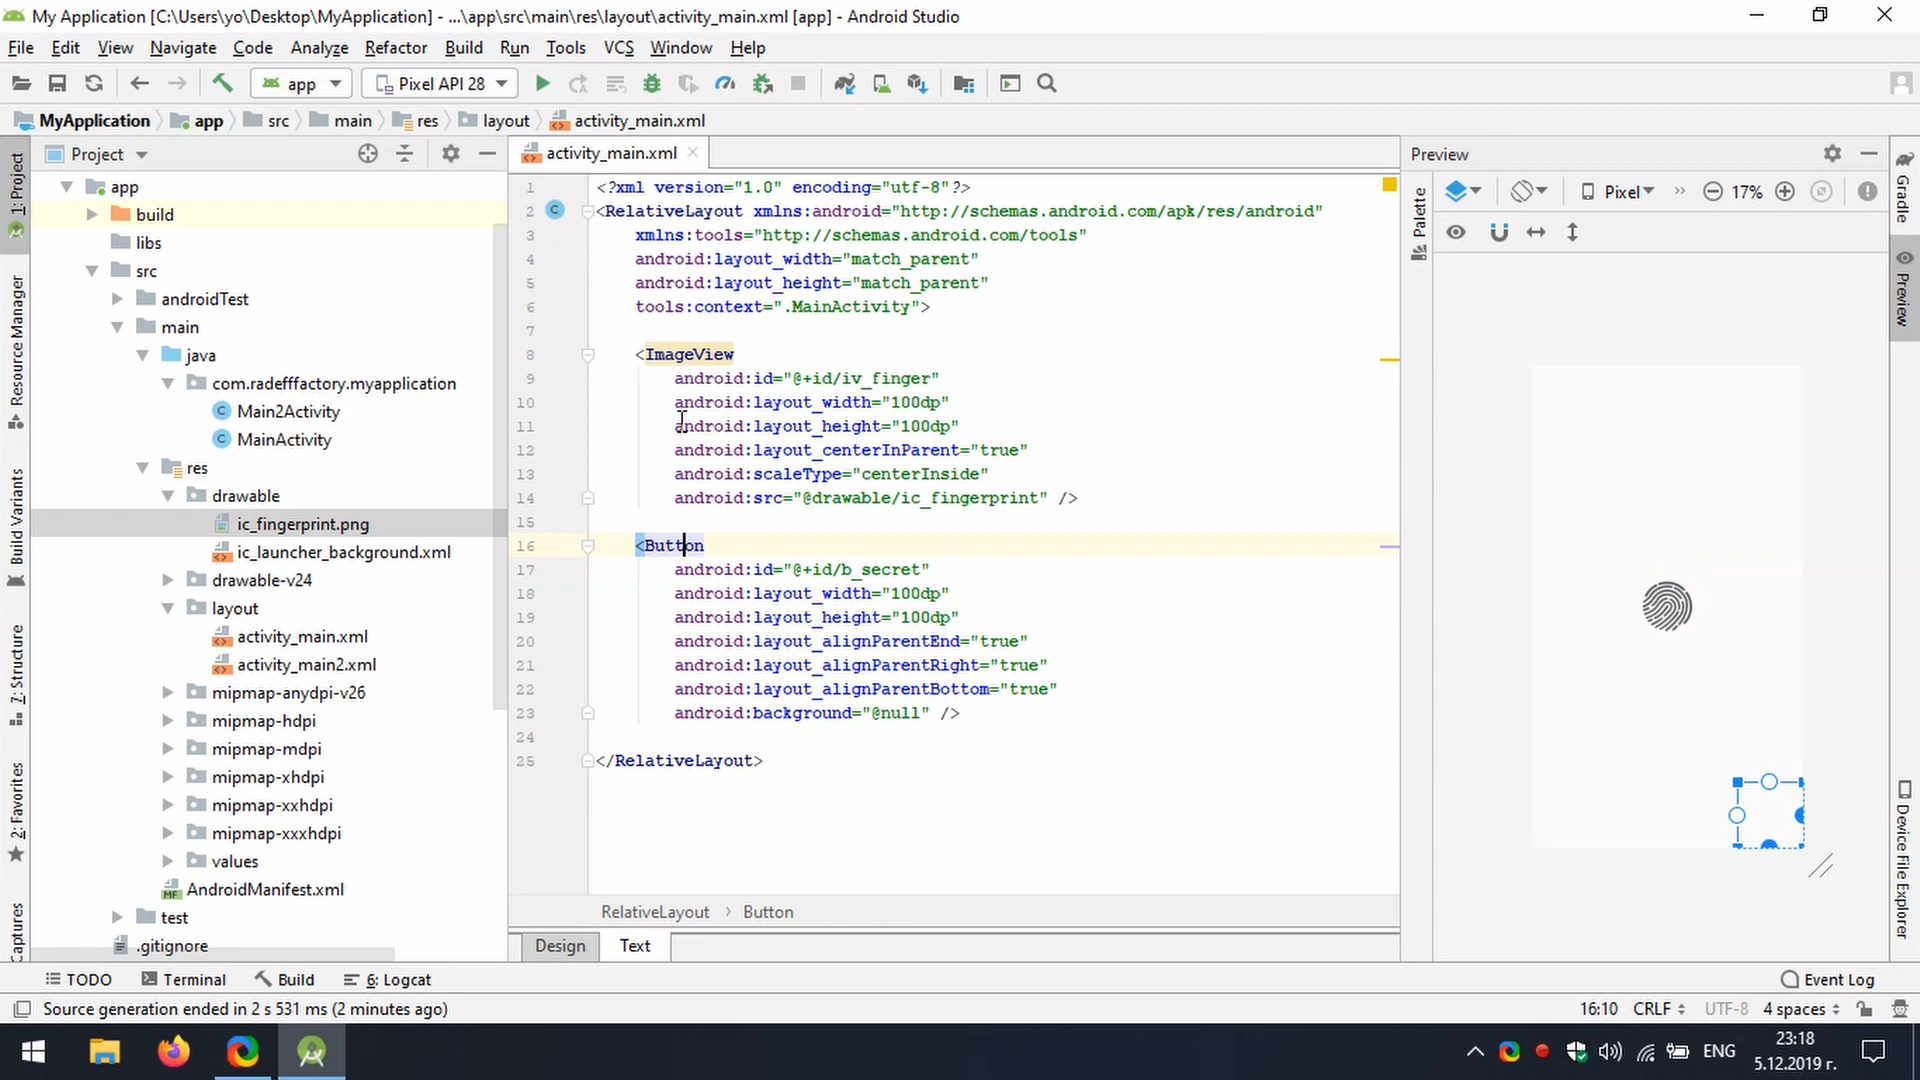 My Application [C:\Users\yo\Desktop\MyApplication] - ...\app\src\main\res\layout\activity_main.xml [app] - Android Studio
File Edit View Navigate Code Analyze Refactor Build Run Tools VCS Window Help
app Pixel API 28
MyApplication app src main res layout activity_main.xml
1: Project
Resource Manager
Build Variants
7: Structure
2: Favorites
Captures
Project
app
build
libs
src
androidTest
main
java
com.radefffactory.myapplication
Main2Activity
MainActivity
res
drawable
ic_fingerprint.png
ic_launcher_background.xml
drawable-v24
layout
activity_main.xml
activity_main2.xml
mipmap-anydpi-v26
mipmap-hdpi
mipmap-mdpi
mipmap-xhdpi
mipmap-xxhdpi
mipmap-xxxhdpi
values
AndroidManifest.xml
test
.gitignore
activity_main.xml
1 <?xml version="1.0" encoding="utf-8"?>
2 <RelativeLayout xmlns:android="http://schemas.android.com/apk/res/android"
3 xmlns:tools="http://schemas.android.com/tools"
4 android:layout_width="match_parent"
5 android:layout_height="match_parent"
6 tools:context=".MainActivity">
7
8 <ImageView
9 android:id="@+id/iv_finger"
10 android:layout_width="100dp"
11 android:layout_height="100dp"
12 android:layout_centerInParent="true"
13 android:scaleType="centerInside"
14 android:src="@drawable/ic_fingerprint" />
15
16 <Button
17 android:id="@+id/b_secret"
18 android:layout_width="100dp"
19 android:layout_height="100dp"
20 android:layout_alignParentEnd="true"
21 android:layout_alignParentRight="true"
22 android:layout_alignParentBottom="true"
23 android:background="@null" />
24
25 </RelativeLayout>
RelativeLayout › Button
Design Text
Preview
Palette
Pixel » 17%
Gradle
Preview
Device File Explorer
TODO Terminal Build 6: Logcat Event Log
Source generation ended in 2 s 531 ms (2 minutes ago) 16:10 CRLF UTF-8 4 spaces
ENG
23:18
5.12.2019 г.